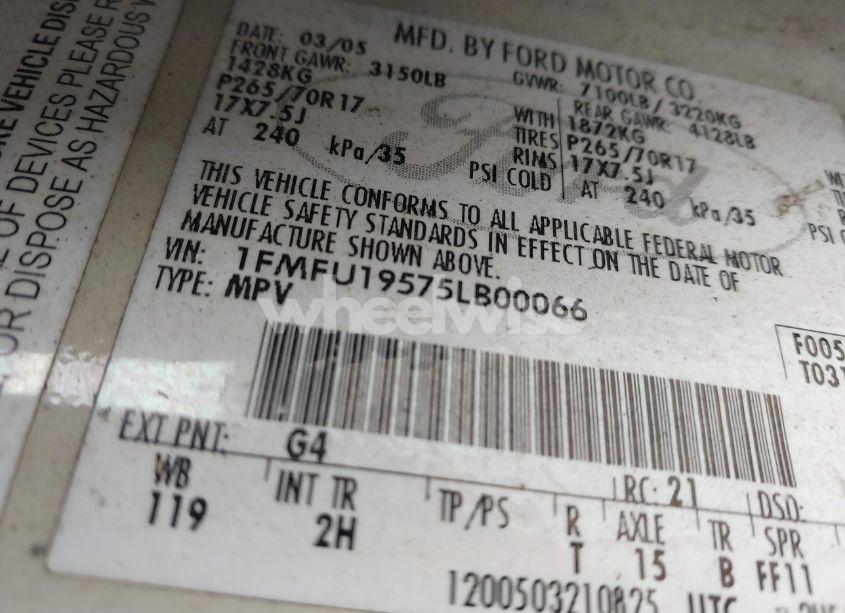 RE VEHICLE DIS
OF DEVICES PLEASE R
OR DISPOSE AS HAZARDOUS
MFD. BY FORD MOTOR CO.
DATE: 03/05
GVWR: 7100LB / 3220KG
FRONT GAWR: 3150LB
REAR GAWR: 4128LB
1428KG
WITH 1872KG
P265/70R17
TIRES P265/70R17
17X7.5J
RIMS 17X7.5J
AT 240 kPa/35
PSI COLD AT 240 kPa/35
PSI
Ford
THIS VEHICLE CONFORMS TO ALL APPLICABLE FEDERAL MOTOR
VEHICLE SAFETY STANDARDS IN EFFECT ON THE DATE OF
MANUFACTURE SHOWN ABOVE.
VIN: 1FMFU19575LB00066
TYPE: MPV
wheelwise
F005
T031
EXT PNT: G4
RC: 21 DSO:
WB INT TR TP/PS R AXLE TR SPR
119 2H T 15 B FF11
1200503210825 UTC